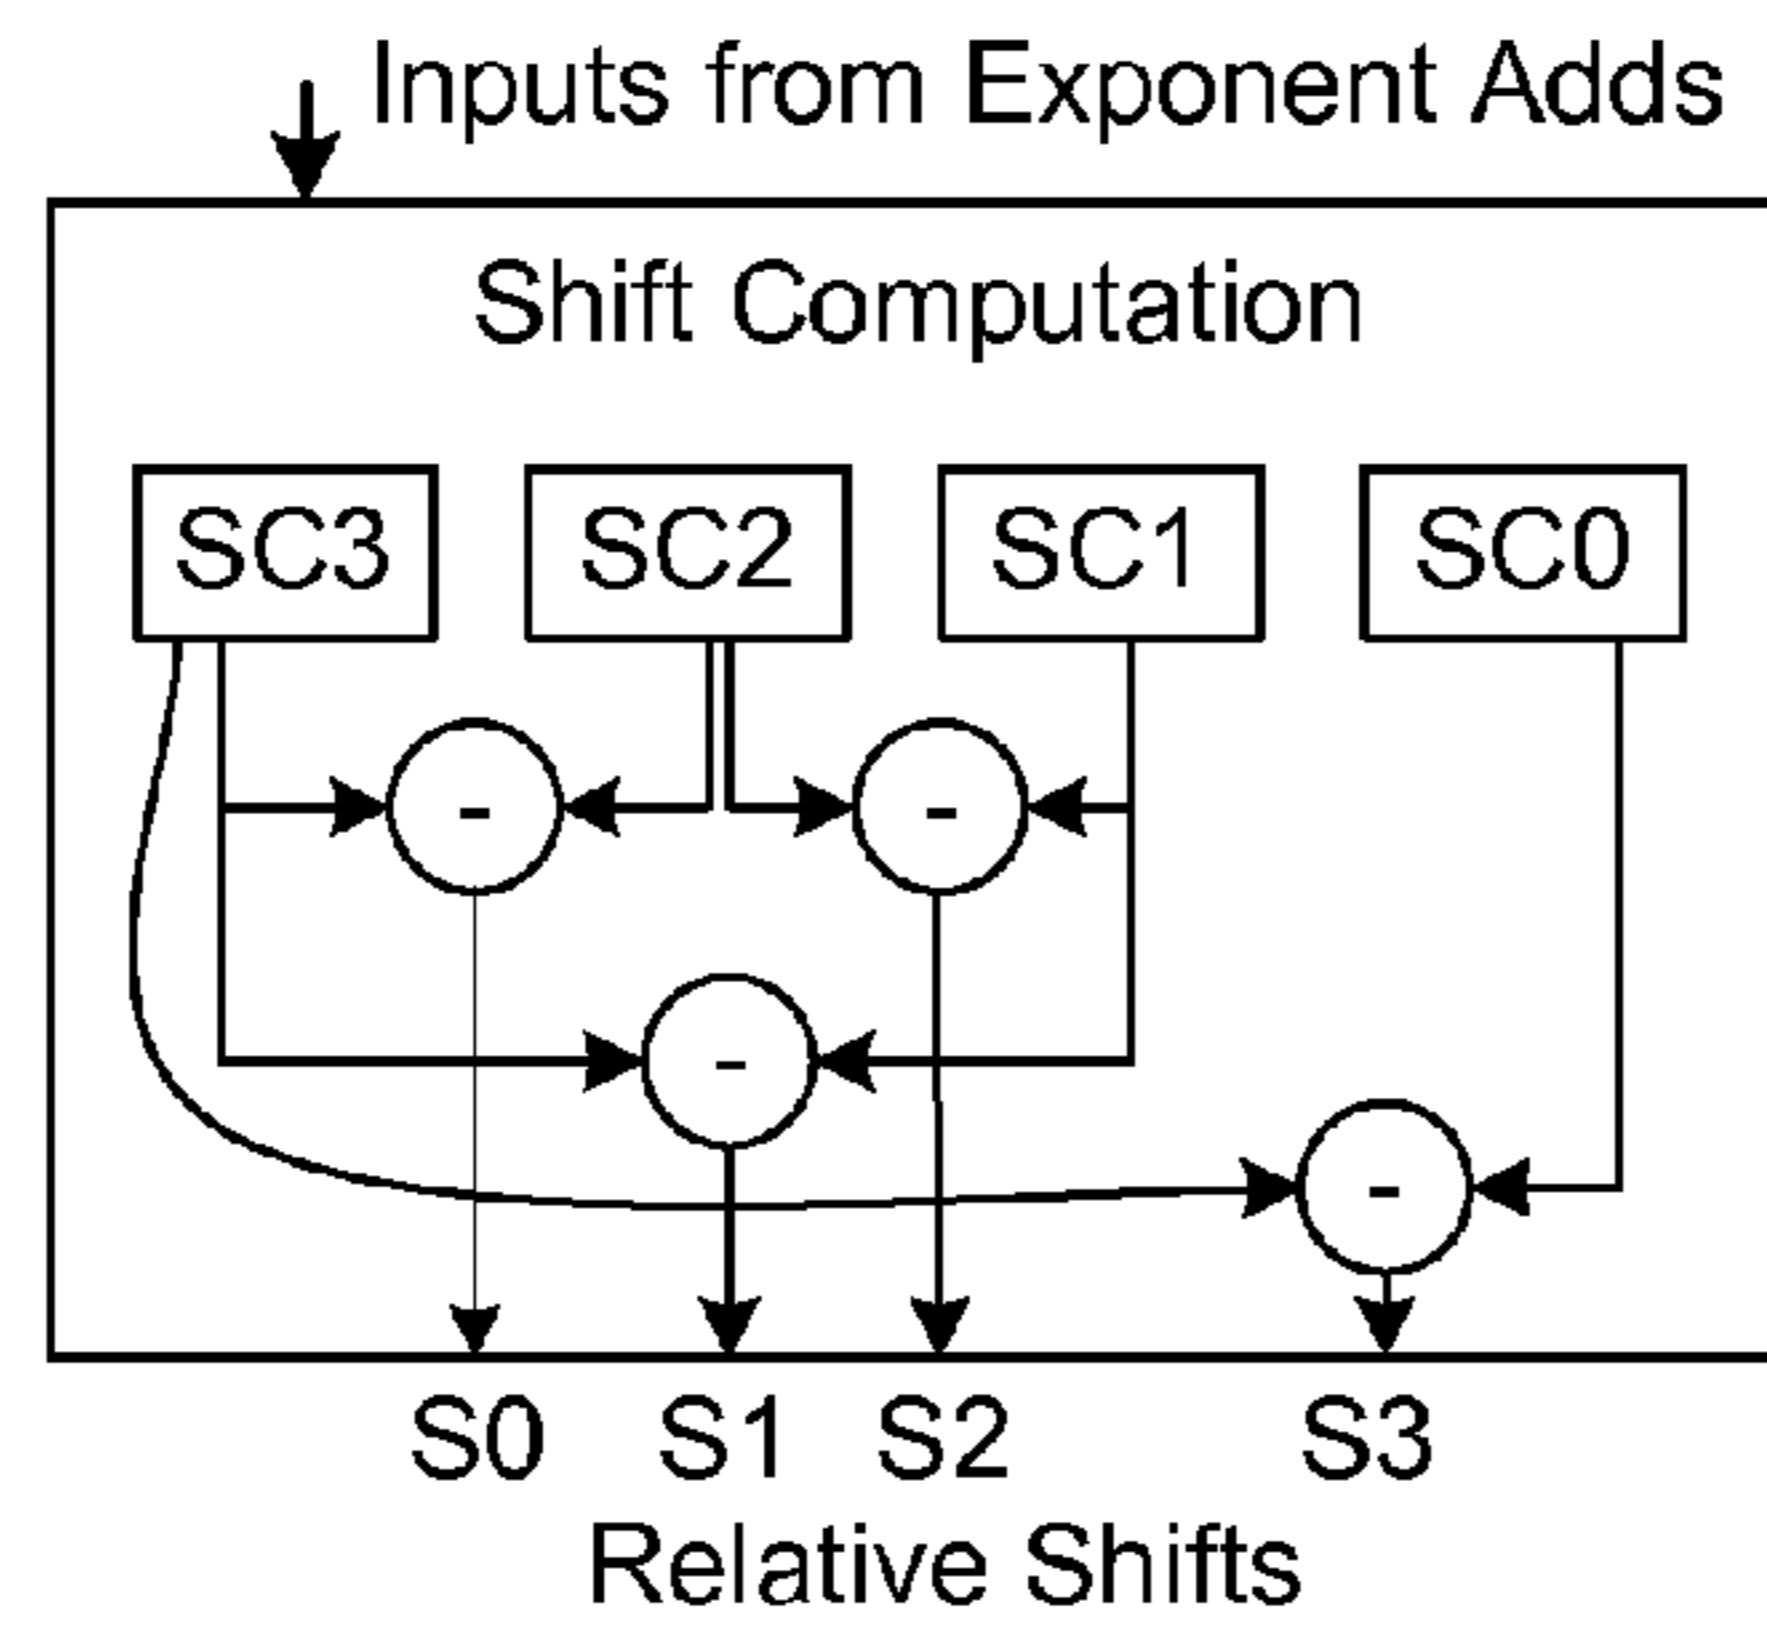 Inputs from Exponent Adds
Shift Computation
SC3 SC2 SC1 SC0
- -
-
-
S0 S1 S2 S3
Relative Shifts